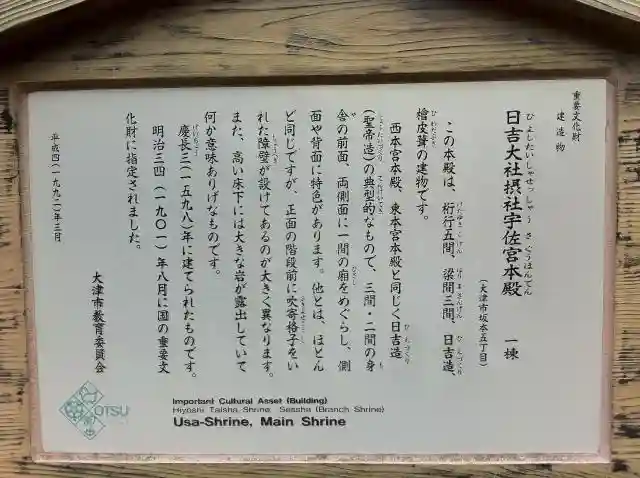 重要文化財
建造物
日吉大社摂社宇佐宮本殿 一棟
(大津市坂本五丁目)
この本殿は、桁行五間、梁間三間、日吉造、
檜皮葺の建物です。
西本宮本殿、東本宮本殿と同じく日吉造
(聖帝造)の典型的なもので、三間・二間の身
舎の前面、両側面に一間の廂をめぐらし、側
面や背面に特色があります。他とは、ほとん
ど同じですが、正面の階段前に吹寄格子をい
れた障壁が設けてあるのが大きく異なります。
また、高い床下には大きな岩が露出していて
何か意味ありげなものです。
慶長三(一五九八)年に建てられたものです。
明治三四(一九〇一)年八月に国の重要文
化財に指定されました。
平成四(一九九二)年三月
大津市教育委員会
OTSU
Important Cultural Asset (Building)
Hiyoshi Taisha Shrine Sessha (Branch Shrine)
Usa-Shrine, Main Shrine